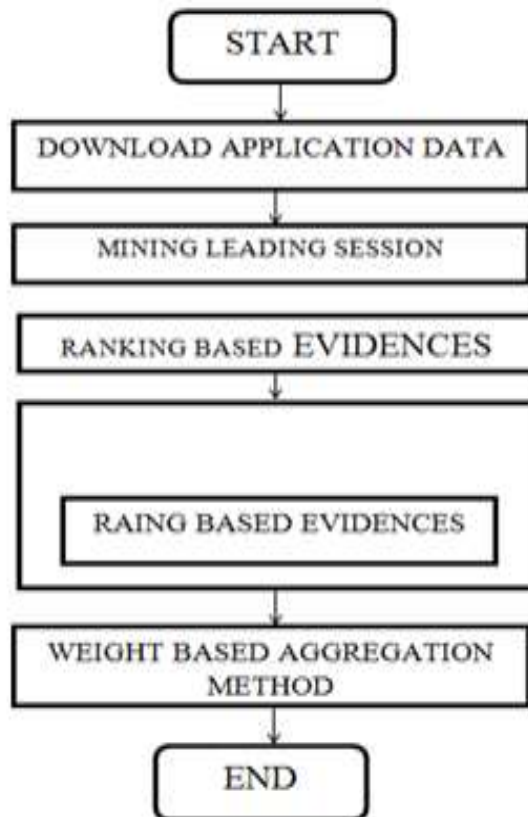 START
DOWNLOAD APPLICATION DATA
MINING LEADING SESSION
RANKING BASED EVIDENCES
RAING BASED EVIDENCES
WEIGHT BASED AGGREGATION
METHOD
END